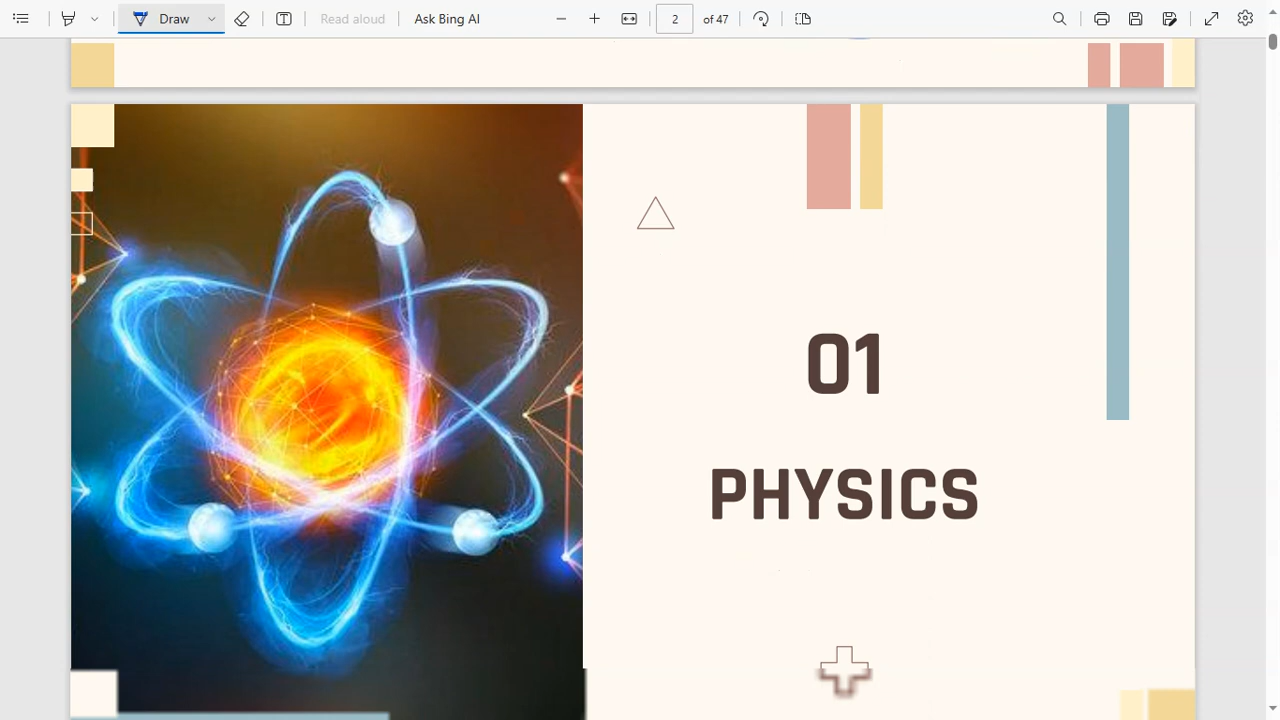 Draw
Read aloud
Ask Bing AI
2 of 47
01
PHYSICS